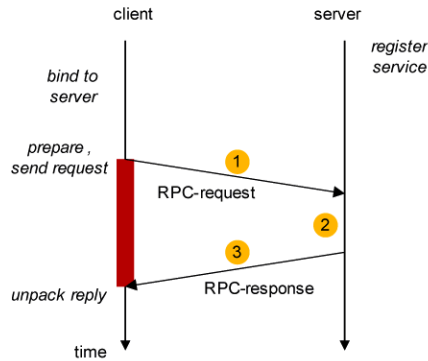 client
server
register
service
bind to
server
prepare ,
send request
1
RPC-request
2
3
RPC-response
unpack reply
time